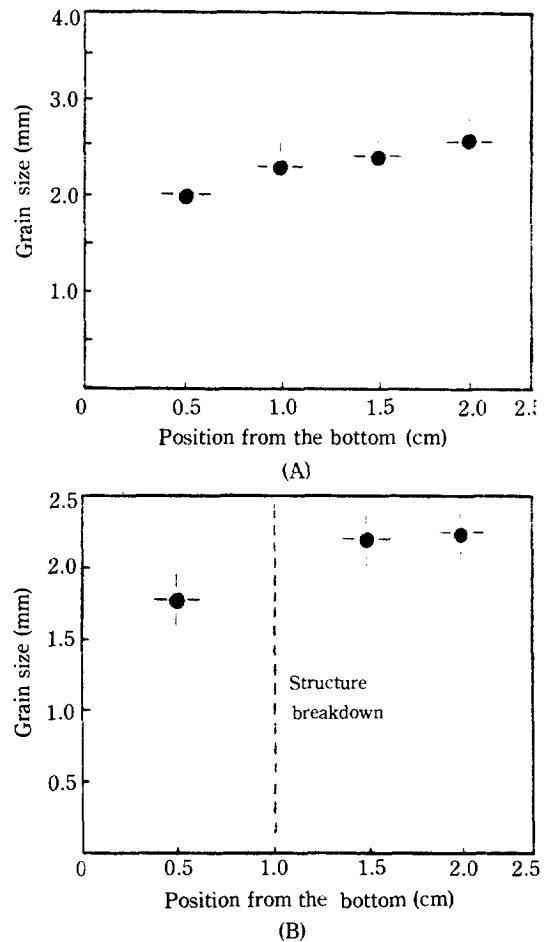 4.0
3.0
2.0
1.0
Grain size (mm)
0 0.5 1.0 1.5 2.0 2.5
Position from the bottom (cm)
(A)
2.5
2.0
1.5
1.0
0.5
Grain size (mm)
Structure
breakdown
0 0.5 1.0 1.5 2.0 2.5
Position from the bottom (cm)
(B)